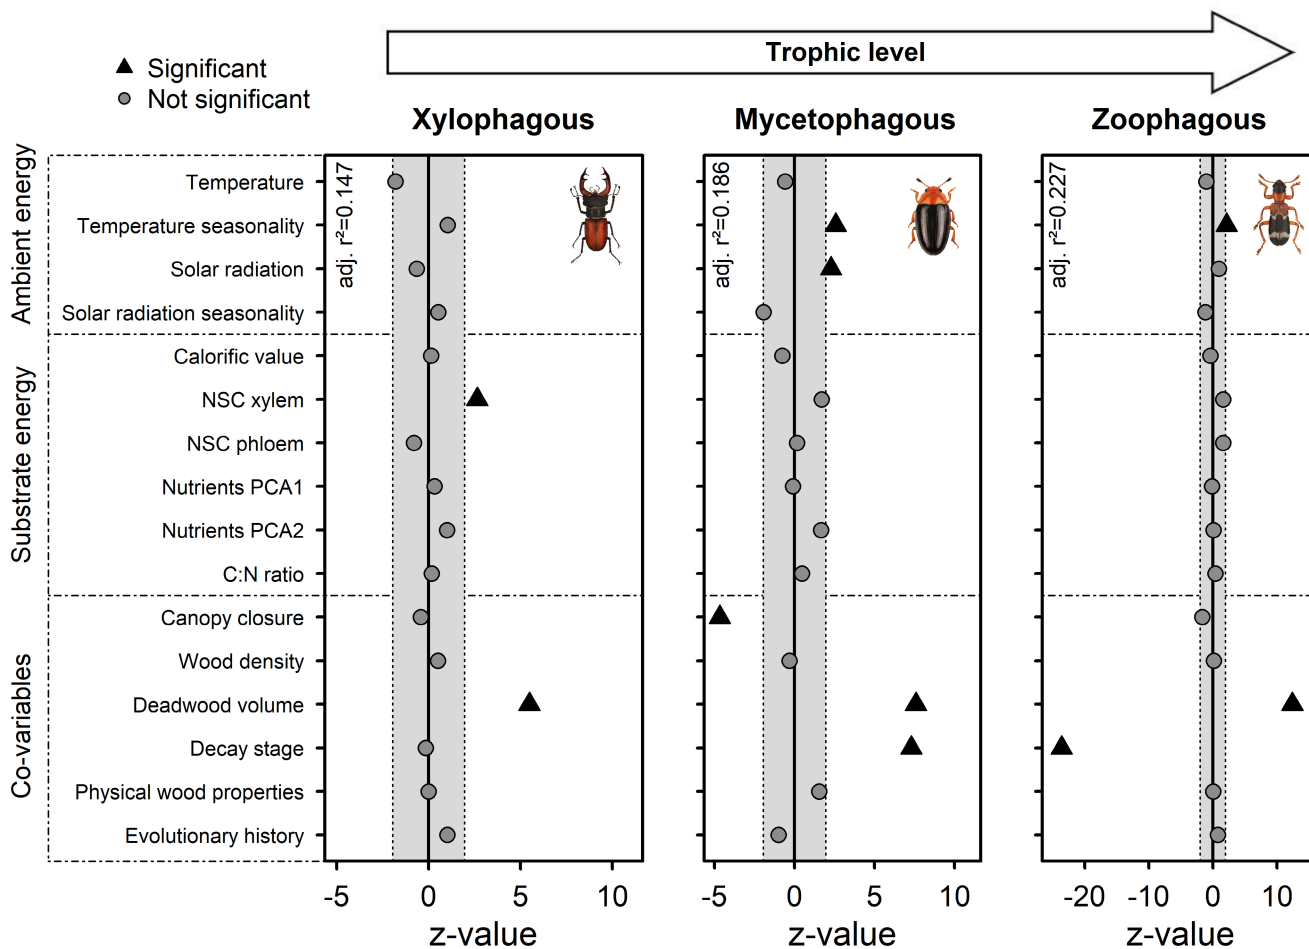 Trophic level
Significant
Not significant
Xylophagous
Mycetophagous
Zoophagous
Ambient energy
Temperature
Temperature seasonality
Solar radiation
Solar radiation seasonality
Substrate energy
Calorific value
NSC xylem
NSC phloem
Nutrients PCA1
Nutrients PCA2
C:N ratio
Co-variables
Canopy closure
Wood density
Deadwood volume
Decay stage
Physical wood properties
Evolutionary history
adj. r²=0.147
adj. r²=0.186
adj. r²=0.227
-5 0 5 10
-5 0 5 10
-20 -10 0 10
z-value
z-value
z-value